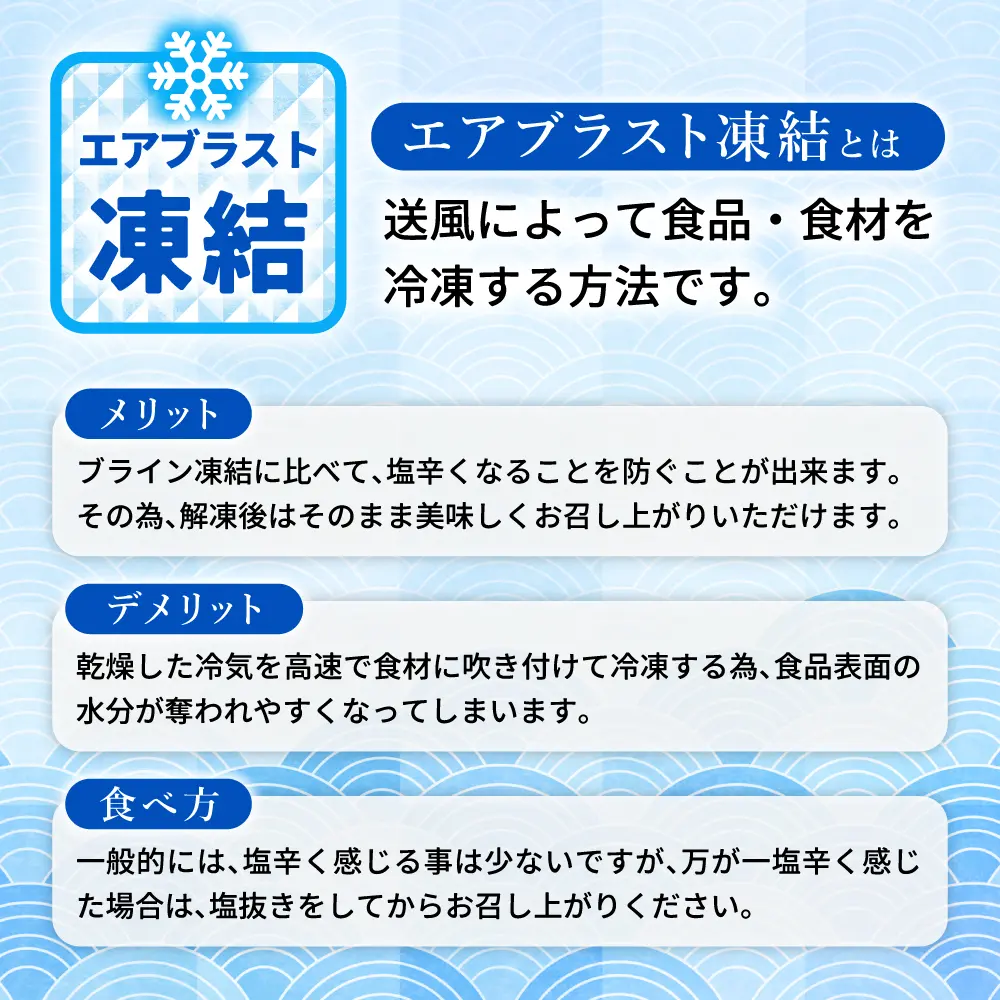 エアブラスト
凍結
エアブラスト凍結とは
送風によって食品・食材を
冷凍する方法です。
メリット
ブライン凍結に比べて、塩辛くなることを防ぐことが出来ます。
その為、解凍後はそのまま美味しくお召し上がりいただけます。
デメリット
乾燥した冷気を高速で食材に吹き付けて冷凍する為、食品表面の
水分が奪われやすくなってしまいます。
食べ方
一般的には、塩辛く感じる事は少ないですが、万が一塩辛く感じ
た場合は、塩抜きをしてからお召し上がりください。